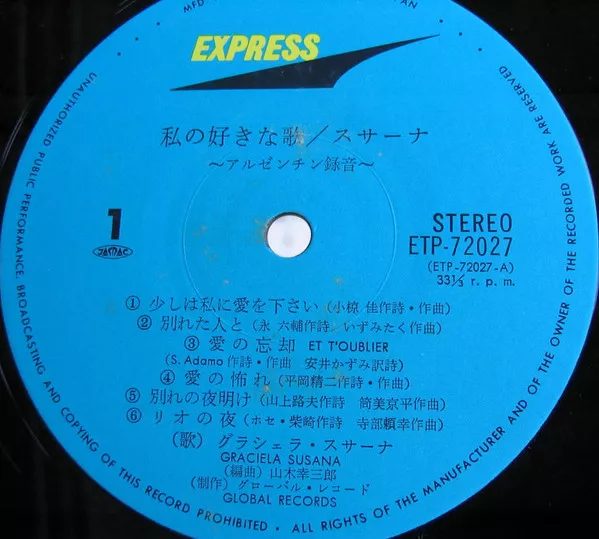 MFD
AN
EXPRESS
私の好きな歌／スサーナ
〜アルゼンチン録音〜
1
JASRAC
STEREO
ETP-72027
(ETP-72027-A)
33⅓ r. p. m.
① 少しは私に愛を下さい (小椋 佳作詩・作曲)
② 別れた人と (永 六輔作詩 いずみたく作曲)
③ 愛の忘却 ET T'OUBLIER
(S. Adamo 作詩・作曲 安井かずみ訳詩)
④ 愛の怖れ (平岡精二作詩・作曲)
⑤ 別れの夜明け (山上路夫作詩 筒美京平作曲)
⑥ リオの夜 (ホセ・柴崎作詩 寺部頼幸作曲)
(歌) グラシェラ・スサーナ
GRACIELA SUSANA
(編曲) 山木幸三郎
(制作) グローバル・レコード
GLOBAL RECORDS
UNAUTHORIZED PUBLIC PERFORMANCE, BROADCASTING AND COPYING OF THIS RECORD PROHIBITED • ALL RIGHTS OF THE MANUFACTURER AND OF THE OWNER OF THE RECORDED WORK ARE RESERVED